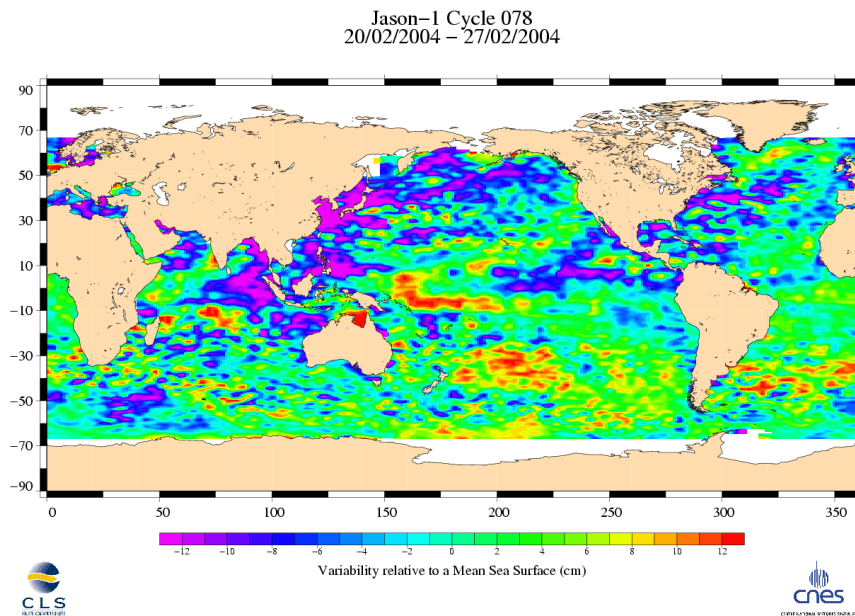 Jason−1 Cycle 078
20/02/2004 − 27/02/2004
90
70
50
30
10
−10
−30
−50
−70
−90
0 50 100 150 200 250 300 350
−12 −10 −8 −6 −4 −2 0 2 4 6 8 10 12
Variability relative to a Mean Sea Surface (cm)
CLS
cnes